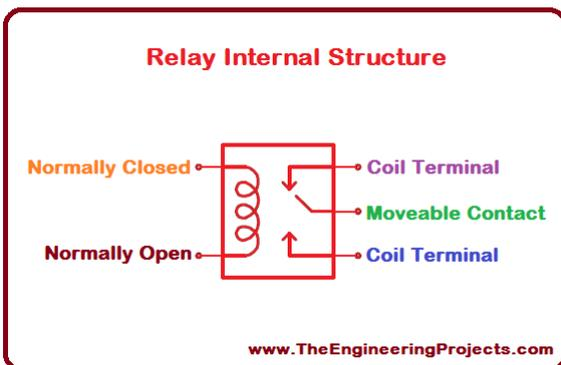 Relay Internal Structure
Normally Closed
Coil Terminal
Moveable Contact
Normally Open
Coil Terminal
www.TheEngineeringProjects.com